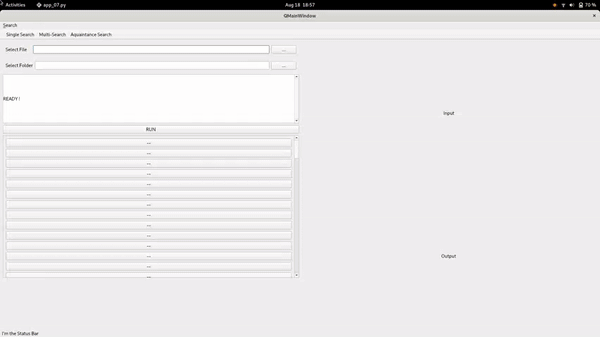 Activities app_07.py Aug 18 18:57 70 %
QMainWindow ×
Search
Single Search Multi-Search Aquaintance Search
Select File ...
Select Folder ...
READY !
Input
RUN
...
...
...
...
...
...
...
...
...
...
...
...
Output
...
...
I'm the Status Bar